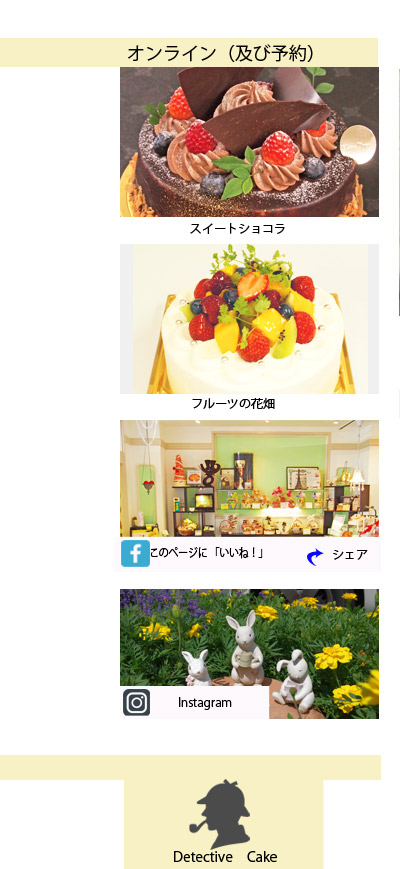 オンライン（及び予約）
スイートショコラ
フルーツの花畑
このページに「いいね！」
シェア
Instagram
Detective Cake